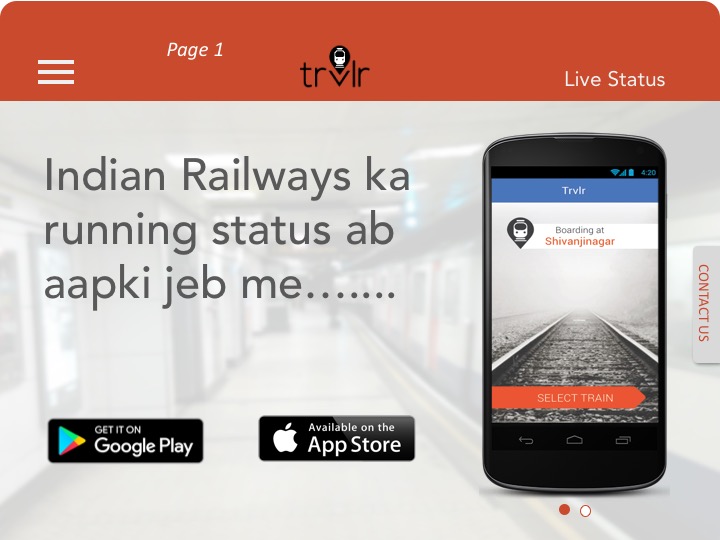 Page 1
trvlr
Live Status
Indian Railways ka
running status ab
aapki jeb me…....
GET IT ON
Google Play
Available on the
App Store
4:20
Trvlr
Boarding at
Shivanjinagar
SELECT TRAIN
CONTACT US